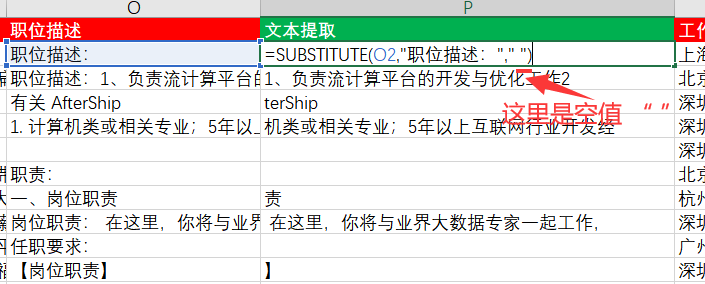 O P
职位描述 文本提取 工作
职位描述： =SUBSTITUTE(O2,"职位描述："," ") 上海
职位描述：1、负责流计算平台的 1、负责流计算平台的开发与优化工作2 北京
有关 AfterShip terShip 深圳
1. 计算机类或相关专业；5年以上 机类或相关专业；5年以上互联网行业开发经 深圳
这里是空值 “ ”
深圳
职责： 北京
大 一、岗位职责 责 杭州
岗位职责： 在这里，你将与业界 在这里，你将与业界大数据专家一起工作, 深圳
任职要求： 广州
【岗位职责】 】 深圳